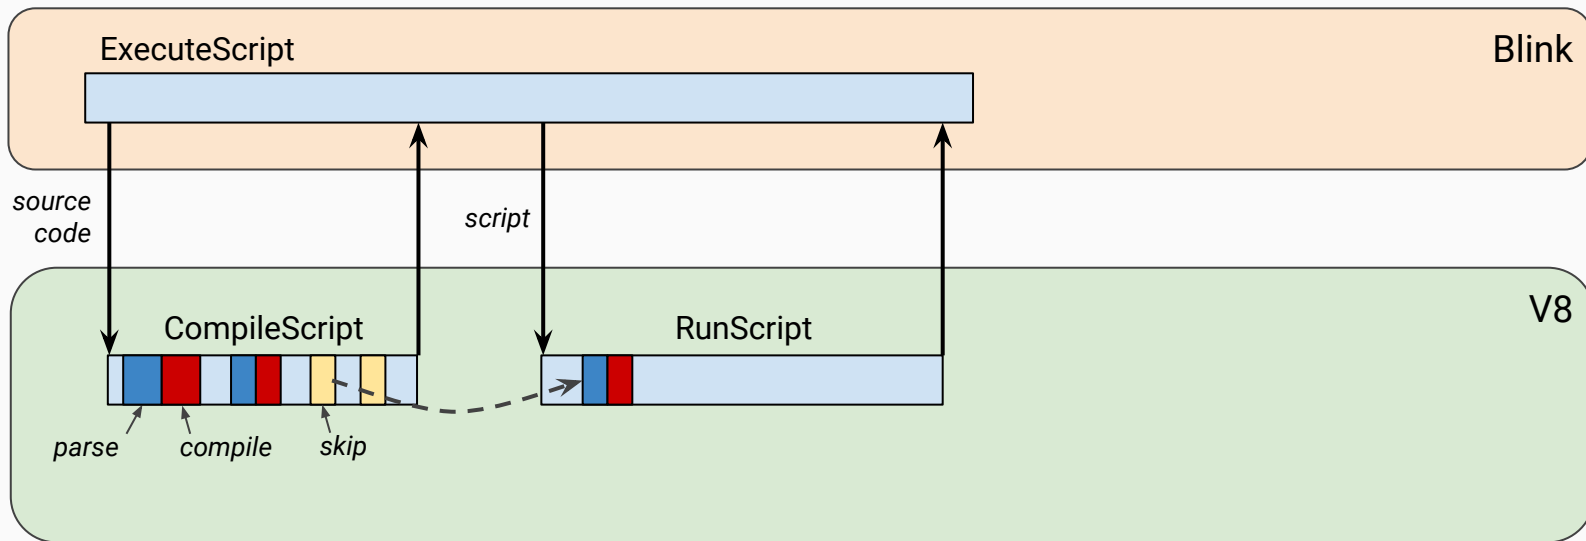 ExecuteScript
Blink
source
code
script
V8
CompileScript
RunScript
parse
compile
skip